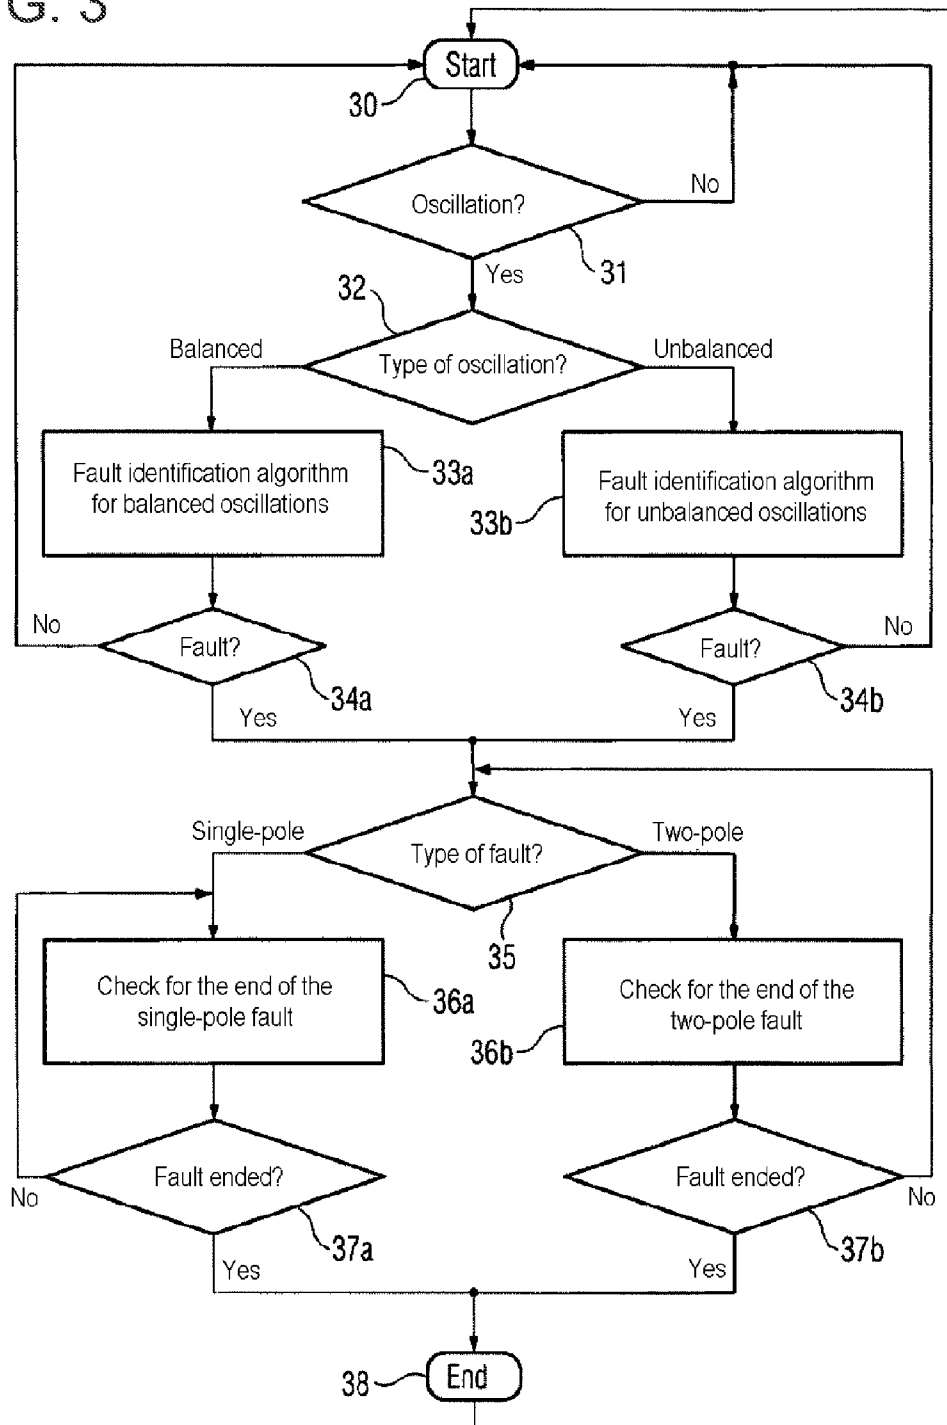 G. 3
Start
30
No
Oscillation?
31
Yes
32
Balanced
Type of oscillation?
Unbalanced
Fault identification algorithm
for balanced oscillations
33a
Fault identification algorithm
for unbalanced oscillations
33b
No
Fault?
34a
Yes
Fault?
No
34b
Yes
Single-pole
Type of fault?
Two-pole
35
Check for the end of the
single-pole fault
36a
Check for the end of the
two-pole fault
36b
Fault ended?
No
37a
Yes
Fault ended?
No
37b
Yes
38
End